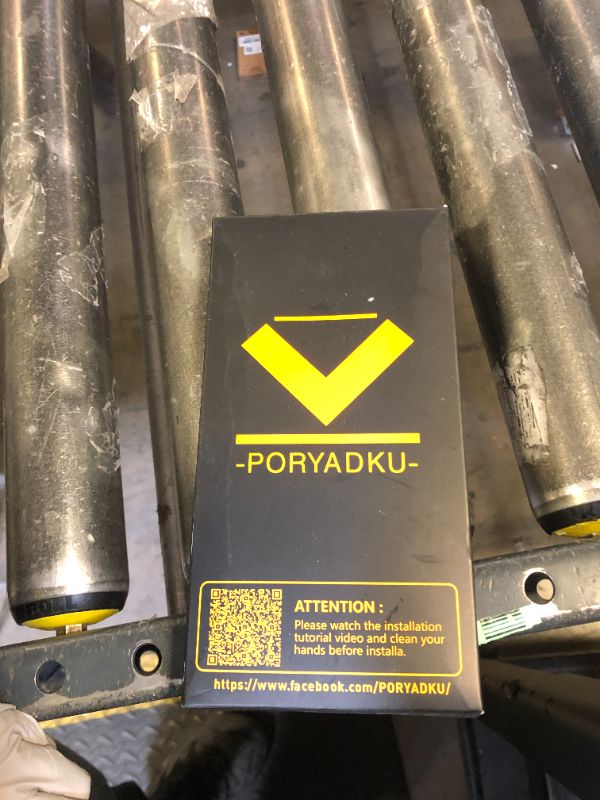 -PORYADKU-
ATTENTION :
Please watch the installation
tutorial video and clean your
hands before installa.
https://www.facebook.com/PORYADKU/